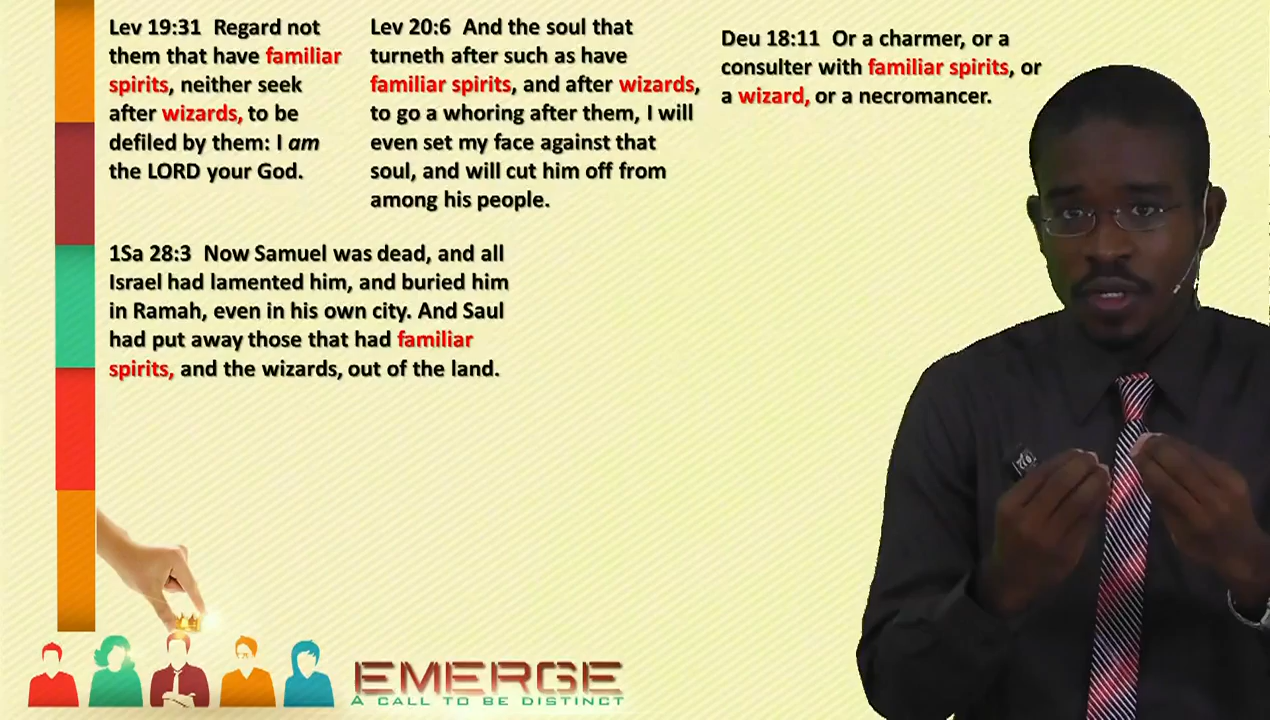 Lev 19:31 Regard not
them that have familiar
spirits, neither seek
after wizards, to be
defiled by them: I am
the LORD your God.
Lev 20:6 And the soul that
turneth after such as have
familiar spirits, and after wizards,
to go a whoring after them, I will
even set my face against that
soul, and will cut him off from
among his people.
Deu 18:11 Or a charmer, or a
consulter with familiar spirits, or
a wizard, or a necromancer.
1Sa 28:3 Now Samuel was dead, and all
Israel had lamented him, and buried him
in Ramah, even in his own city. And Saul
had put away those that had familiar
spirits, and the wizards, out of the land.
EMERGE
A CALL TO BE DISTINCT